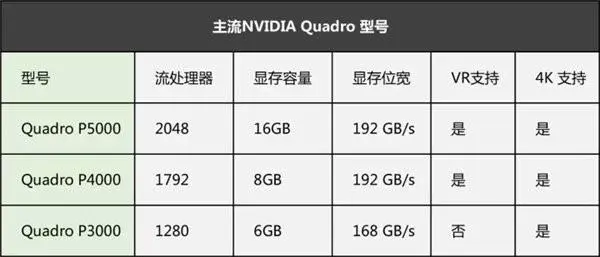 主流NVIDIA Quadro 型号
型号 流处理器 显存容量 显存位宽 VR支持 4K 支持
Quadro P5000 2048 16GB 192 GB/s 是 是
Quadro P4000 1792 8GB 192 GB/s 是 是
Quadro P3000 1280 6GB 168 GB/s 否 是